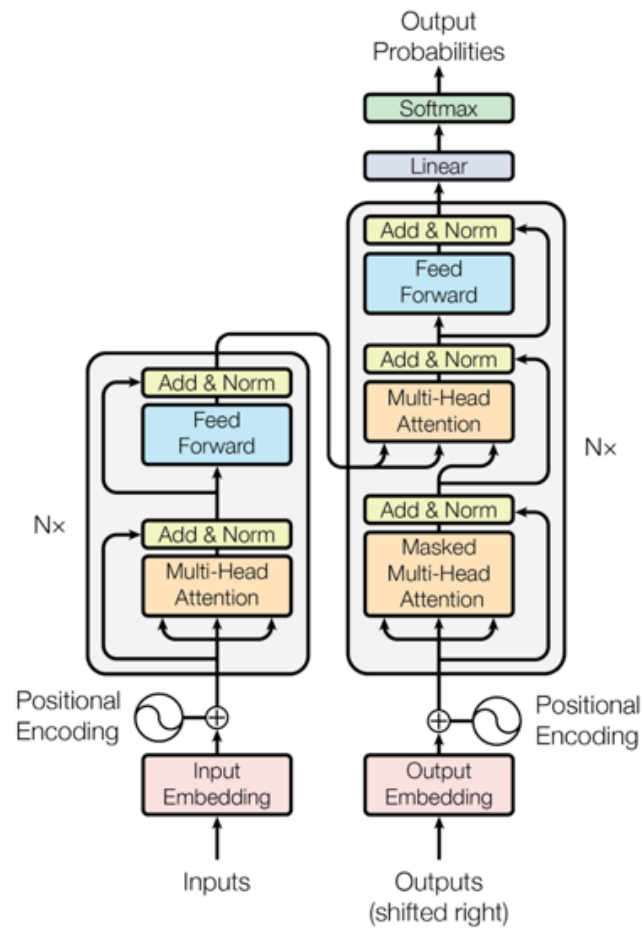 Output
Probabilities
Softmax
Linear
Add & Norm
Feed
Forward
Add & Norm
Multi-Head
Attention
Add & Norm
Masked
Multi-Head
Attention
N×
Add & Norm
Feed
Forward
Add & Norm
Multi-Head
Attention
N×
Positional
Encoding
Positional
Encoding
Input
Embedding
Output
Embedding
Inputs
Outputs
(shifted right)